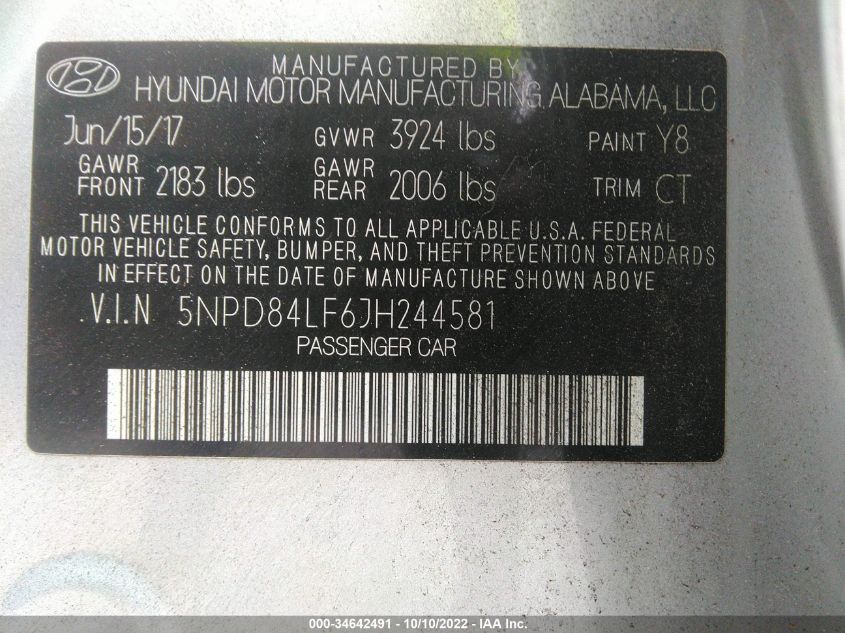 MANUFACTURED BY
HYUNDAI MOTOR MANUFACTURING ALABAMA, LLC
Jun/15/17 GVWR 3924 lbs PAINT Y8
GAWR FRONT 2183 lbs GAWR REAR 2006 lbs TRIM CT
THIS VEHICLE CONFORMS TO ALL APPLICABLE U.S.A. FEDERAL
MOTOR VEHICLE SAFETY, BUMPER, AND THEFT PREVENTION STANDARDS
IN EFFECT ON THE DATE OF MANUFACTURE SHOWN ABOVE
V.I.N 5NPD84LF6JH244581
PASSENGER CAR
000-34642491 - 10/10/2022 - IAA Inc.